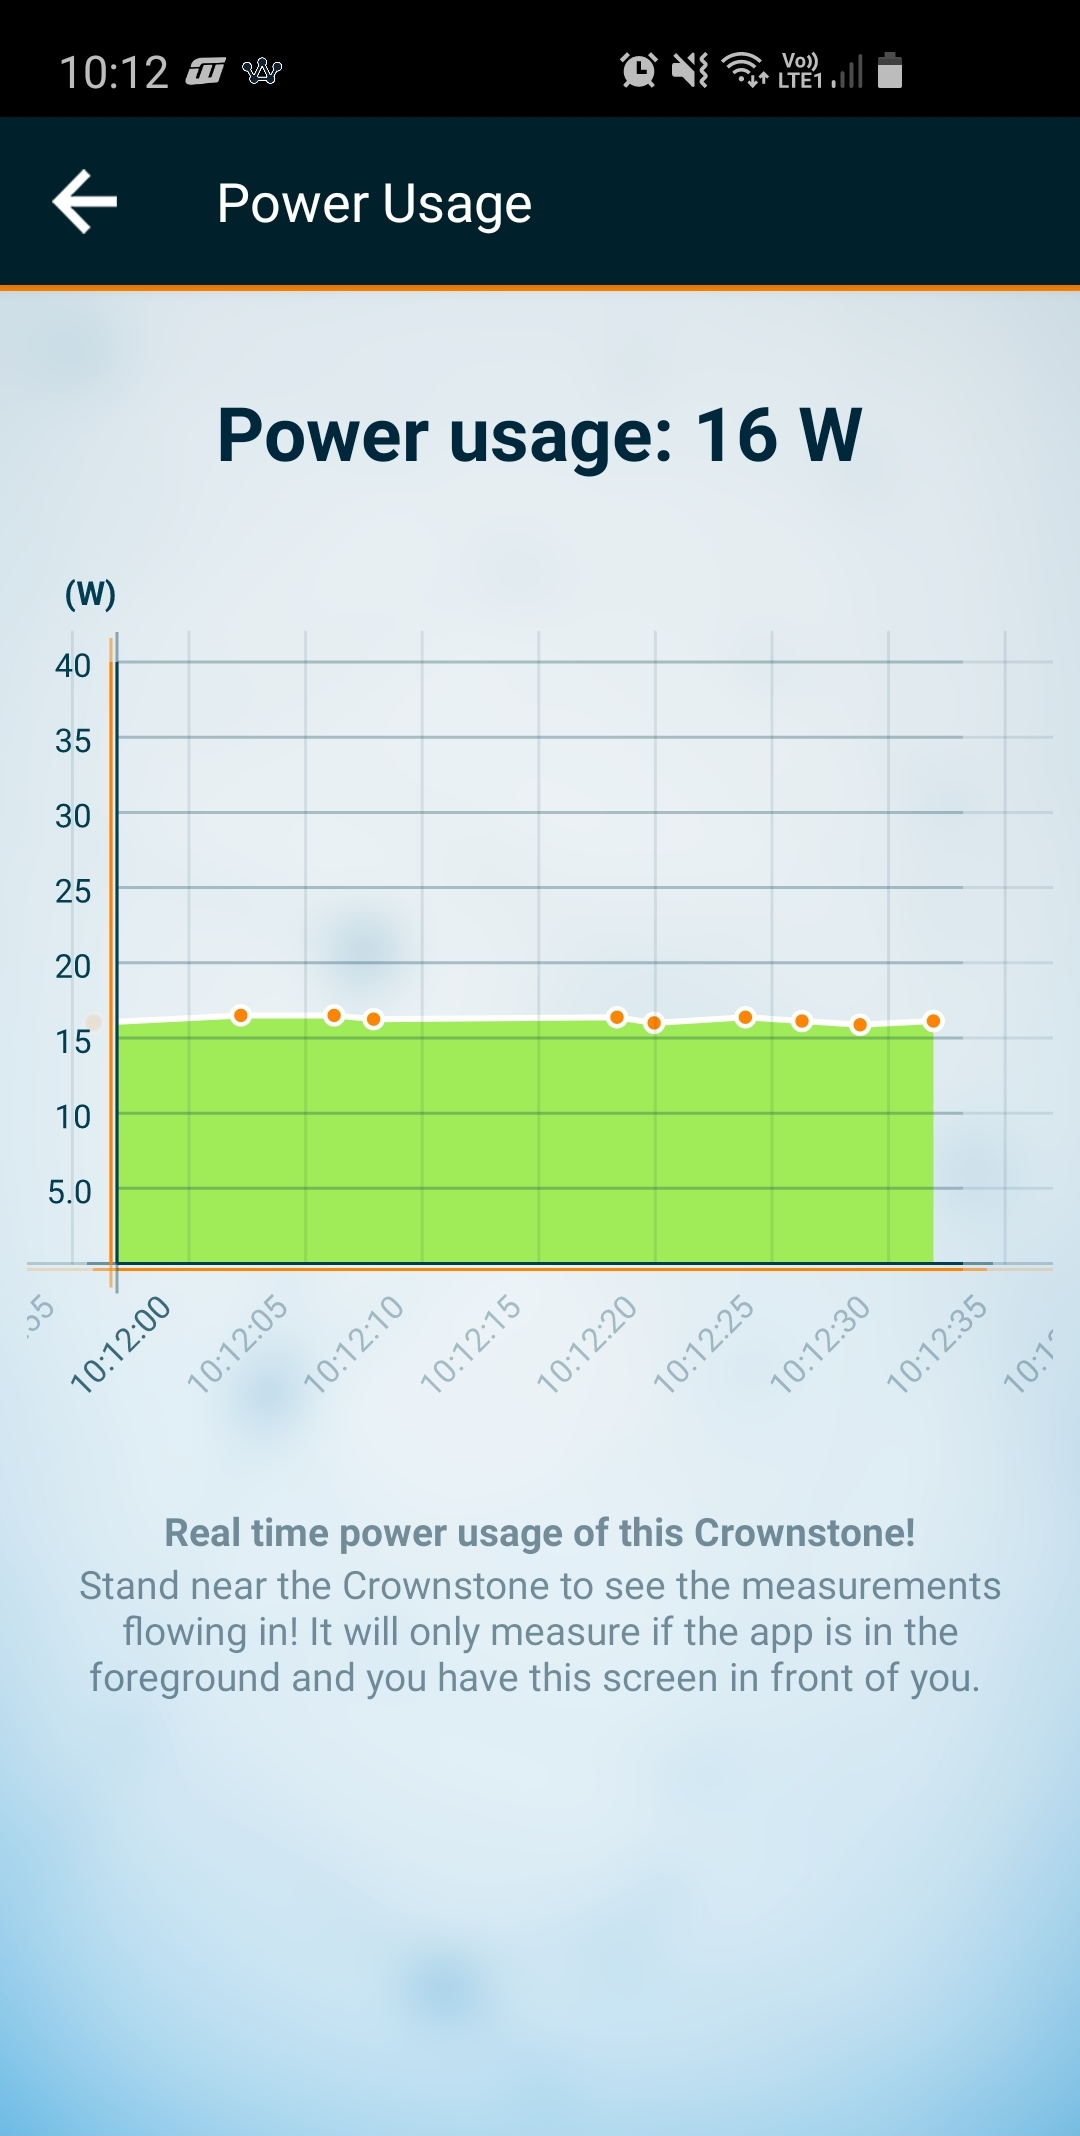 10:12
Vo))
LTE1
Power Usage
Power usage: 16 W
(W)
40
35
30
25
20
15
10
5.0
10:12:00
10:12:05
10:12:10
10:12:15
10:12:20
10:12:25
10:12:30
10:12:35
Real time power usage of this Crownstone!
Stand near the Crownstone to see the measurements
flowing in! It will only measure if the app is in the
foreground and you have this screen in front of you.